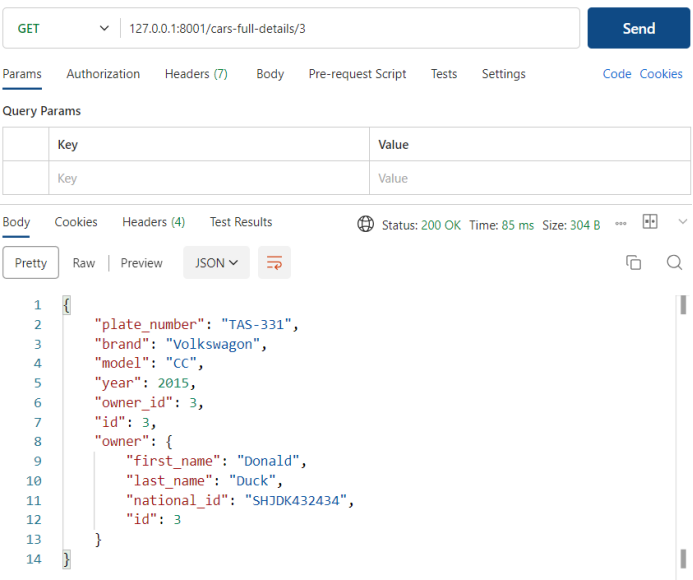 GET 127.0.0.1:8001/cars-full-details/3 Send
Params Authorization Headers (7) Body Pre-request Script Tests Settings Code Cookies
Query Params
Key Value
Key Value
Body Cookies Headers (4) Test Results Status: 200 OK Time: 85 ms Size: 304 B
Pretty Raw Preview JSON
1 {
2 "plate_number": "TAS-331",
3 "brand": "Volkswagon",
4 "model": "CC",
5 "year": 2015,
6 "owner_id": 3,
7 "id": 3,
8 "owner": {
9 "first_name": "Donald",
10 "last_name": "Duck",
11 "national_id": "SHJDK432434",
12 "id": 3
13 }
14 }